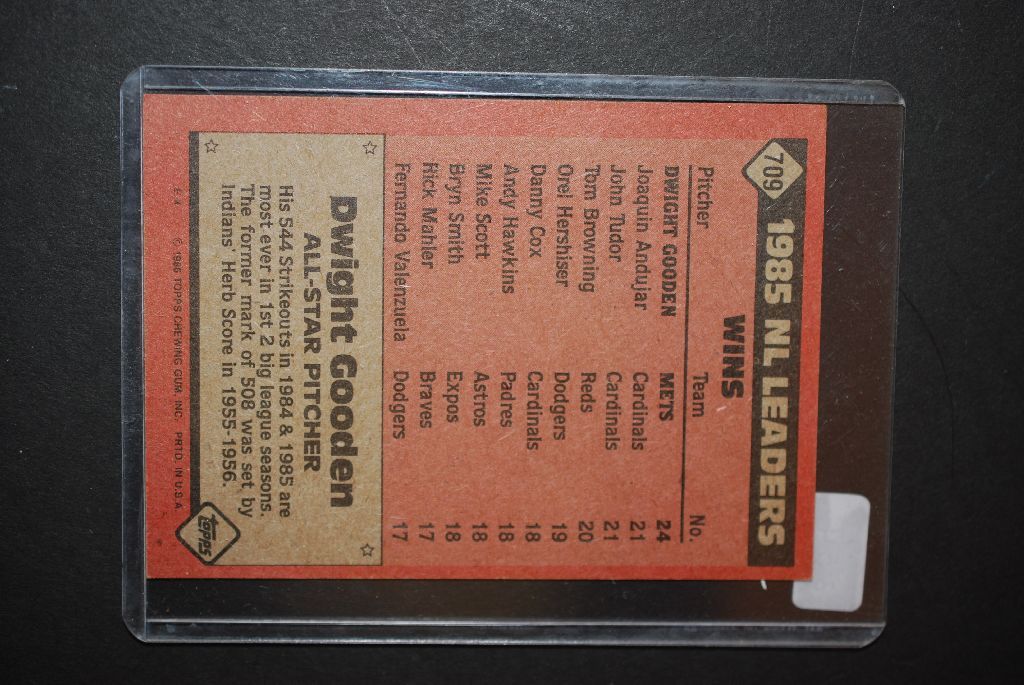 709 1985 NL LEADERS
WINS
Pitcher Team No.
DWIGHT GOODEN METS 24
Joaquin Andujar Cardinals 21
John Tudor Cardinals 21
Tom Browning Reds 20
Orel Hershiser Dodgers 19
Danny Cox Cardinals 18
Andy Hawkins Padres 18
Mike Scott Astros 18
Bryn Smith Expos 18
Rick Mahler Braves 17
Fernando Valenzuela Dodgers 17
Dwight Gooden
ALL-STAR PITCHER
His 544 Strikeouts in 1984 & 1985 are
most ever in 1st 2 big league seasons.
The former mark of 508 was set by
Indians' Herb Score in 1955-1956.
topps
© 1986 TOPPS CHEWING GUM, INC. PRTD. IN U.S.A.